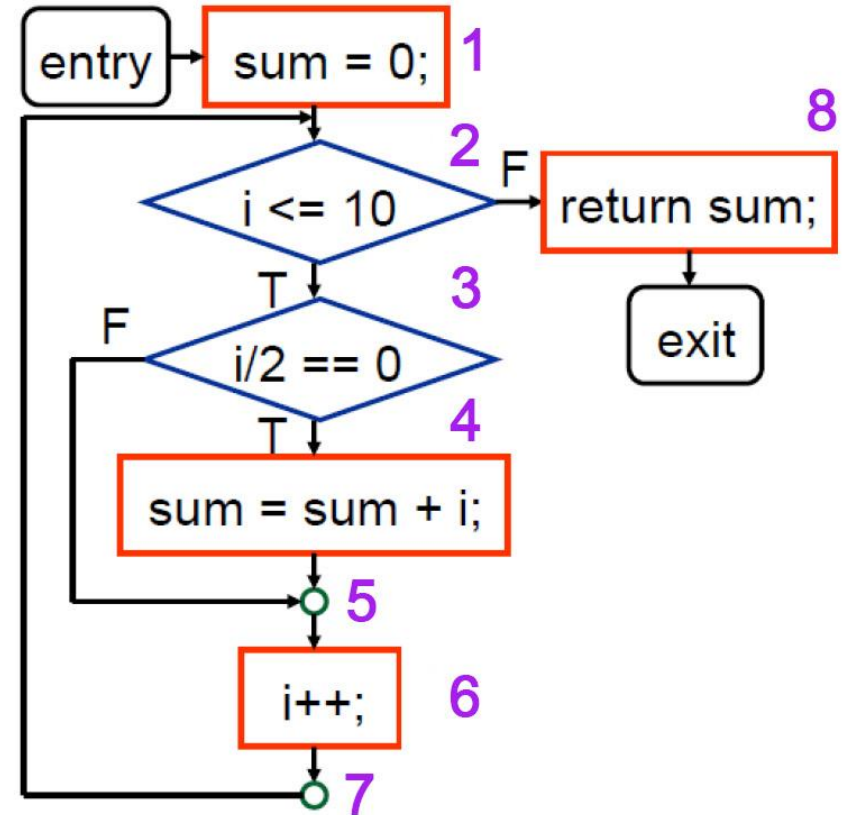 entry
sum = 0;
1
2
i <= 10
F
8
return sum;
exit
T
3
F
i/2 == 0
T
4
sum = sum + i;
5
i++;
6
7